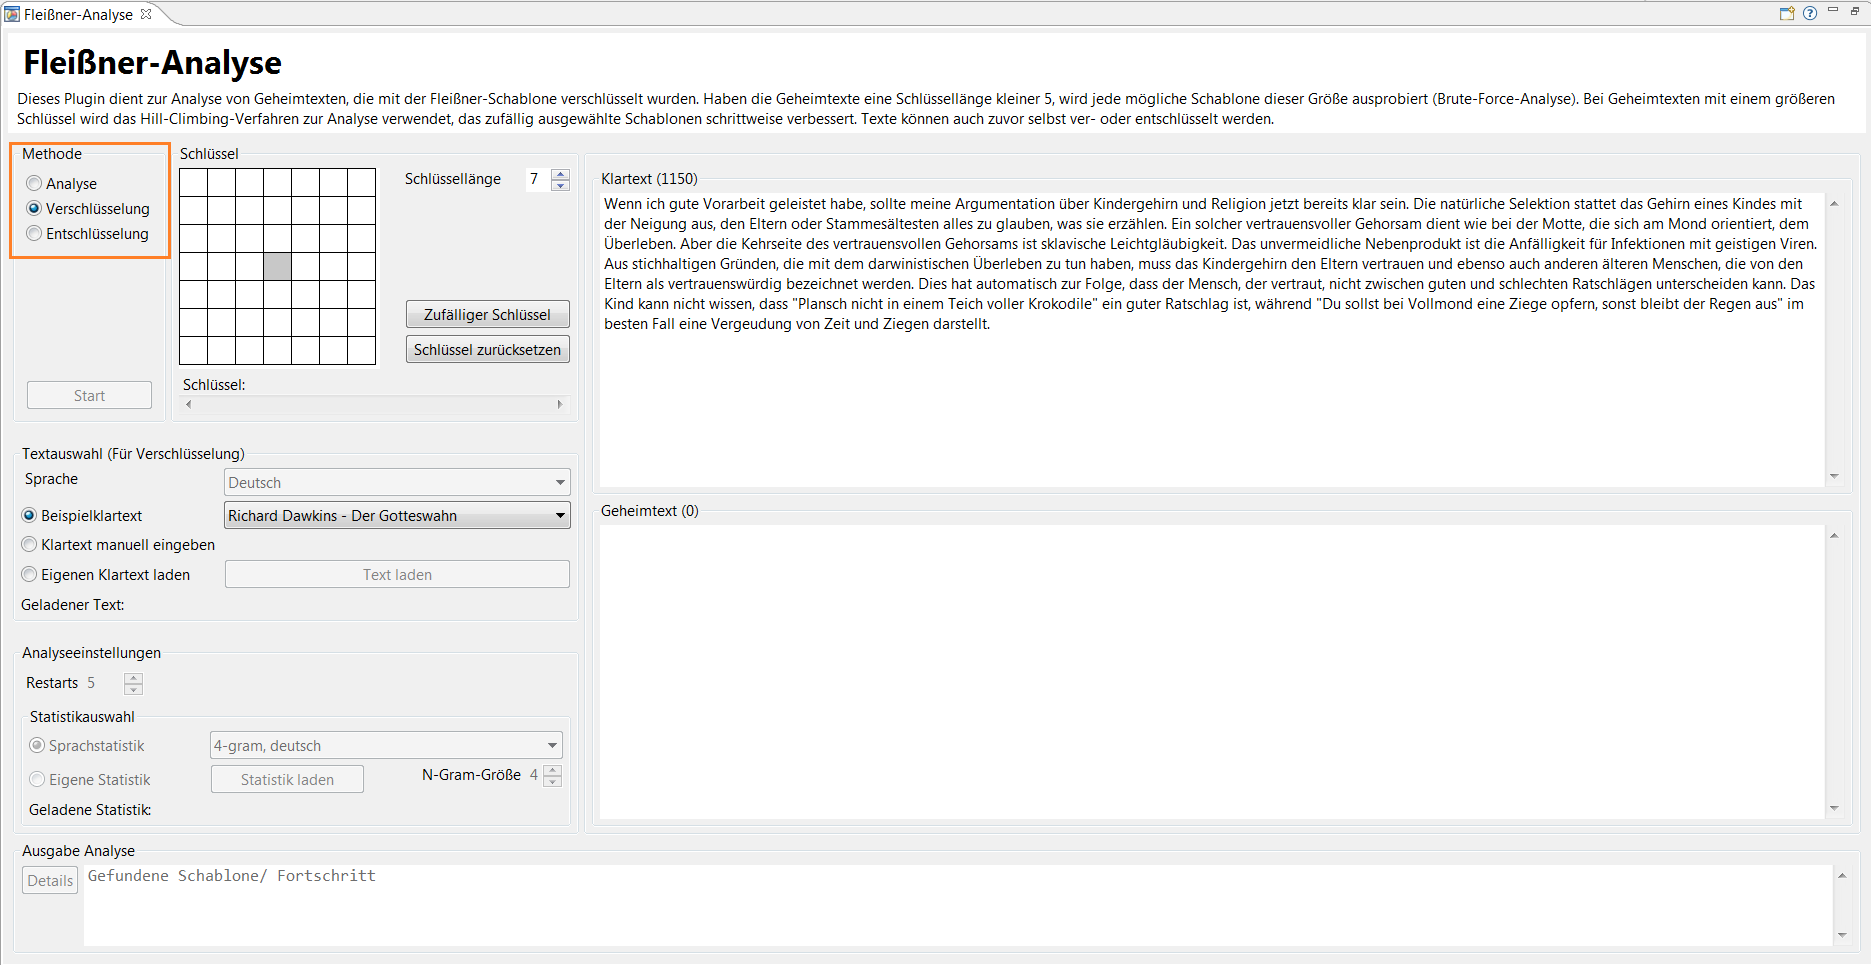 Fleißner-Analyse
Fleißner-Analyse
Dieses Plugin dient zur Analyse von Geheimtexten, die mit der Fleißner-Schablone verschlüsselt wurden. Haben die Geheimtexte eine Schlüssellänge kleiner 5, wird jede mögliche Schablone dieser Größe ausprobiert (Brute-Force-Analyse). Bei Geheimtexten mit einem größeren
Schlüssel wird das Hill-Climbing-Verfahren zur Analyse verwendet, das zufällig ausgewählte Schablonen schrittweise verbessert. Texte können auch zuvor selbst ver- oder entschlüsselt werden.
Methode
Analyse
Verschlüsselung
Entschlüsselung
Start
Schlüssel
Schlüssellänge 7
Zufälliger Schlüssel
Schlüssel zurücksetzen
Schlüssel:
Textauswahl (Für Verschlüsselung)
Sprache Deutsch
Beispielklartext Richard Dawkins - Der Gotteswahn
Klartext manuell eingeben
Eigenen Klartext laden Text laden
Geladener Text:
Analyseeinstellungen
Restarts 5
Statistikauswahl
Sprachstatistik 4-gram, deutsch
Eigene Statistik Statistik laden N-Gram-Größe 4
Geladene Statistik:
Klartext (1150)
Wenn ich gute Vorarbeit geleistet habe, sollte meine Argumentation über Kindergehirn und Religion jetzt bereits klar sein. Die natürliche Selektion stattet das Gehirn eines Kindes mit
der Neigung aus, den Eltern oder Stammesältesten alles zu glauben, was sie erzählen. Ein solcher vertrauensvoller Gehorsam dient wie bei der Motte, die sich am Mond orientiert, dem
Überleben. Aber die Kehrseite des vertrauensvollen Gehorsams ist sklavische Leichtgläubigkeit. Das unvermeidliche Nebenprodukt ist die Anfälligkeit für Infektionen mit geistigen Viren.
Aus stichhaltigen Gründen, die mit dem darwinistischen Überleben zu tun haben, muss das Kindergehirn den Eltern vertrauen und ebenso auch anderen älteren Menschen, die von den
Eltern als vertrauenswürdig bezeichnet werden. Dies hat automatisch zur Folge, dass der Mensch, der vertraut, nicht zwischen guten und schlechten Ratschlägen unterscheiden kann. Das
Kind kann nicht wissen, dass "Plansch nicht in einem Teich voller Krokodile" ein guter Ratschlag ist, während "Du sollst bei Vollmond eine Ziege opfern, sonst bleibt der Regen aus" im
besten Fall eine Vergeudung von Zeit und Ziegen darstellt.
Geheimtext (0)
Ausgabe Analyse
Details
Gefundene Schablone/ Fortschritt